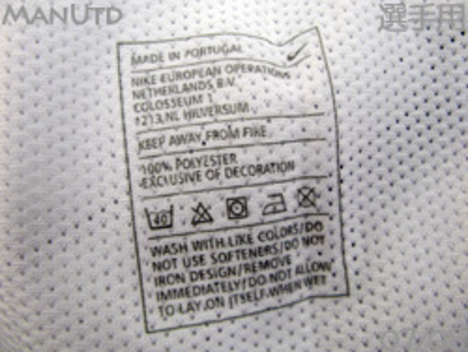 MANUTD
選手用
MADE IN PORTUGAL
NIKE EUROPEAN OPERATIONS
NETHERLANDS B.V.
COLOSSEUM 1
1213 NL HILVERSUM
KEEP AWAY FROM FIRE
100% POLYESTER
EXCLUSIVE OF DECORATION
40
WASH WITH LIKE COLORS/DO
NOT USE SOFTENERS/DO NOT
IRON DESIGN/REMOVE
IMMEDIATELY/DO NOT ALLOW
TO LAY ON ITSELF WHEN WET